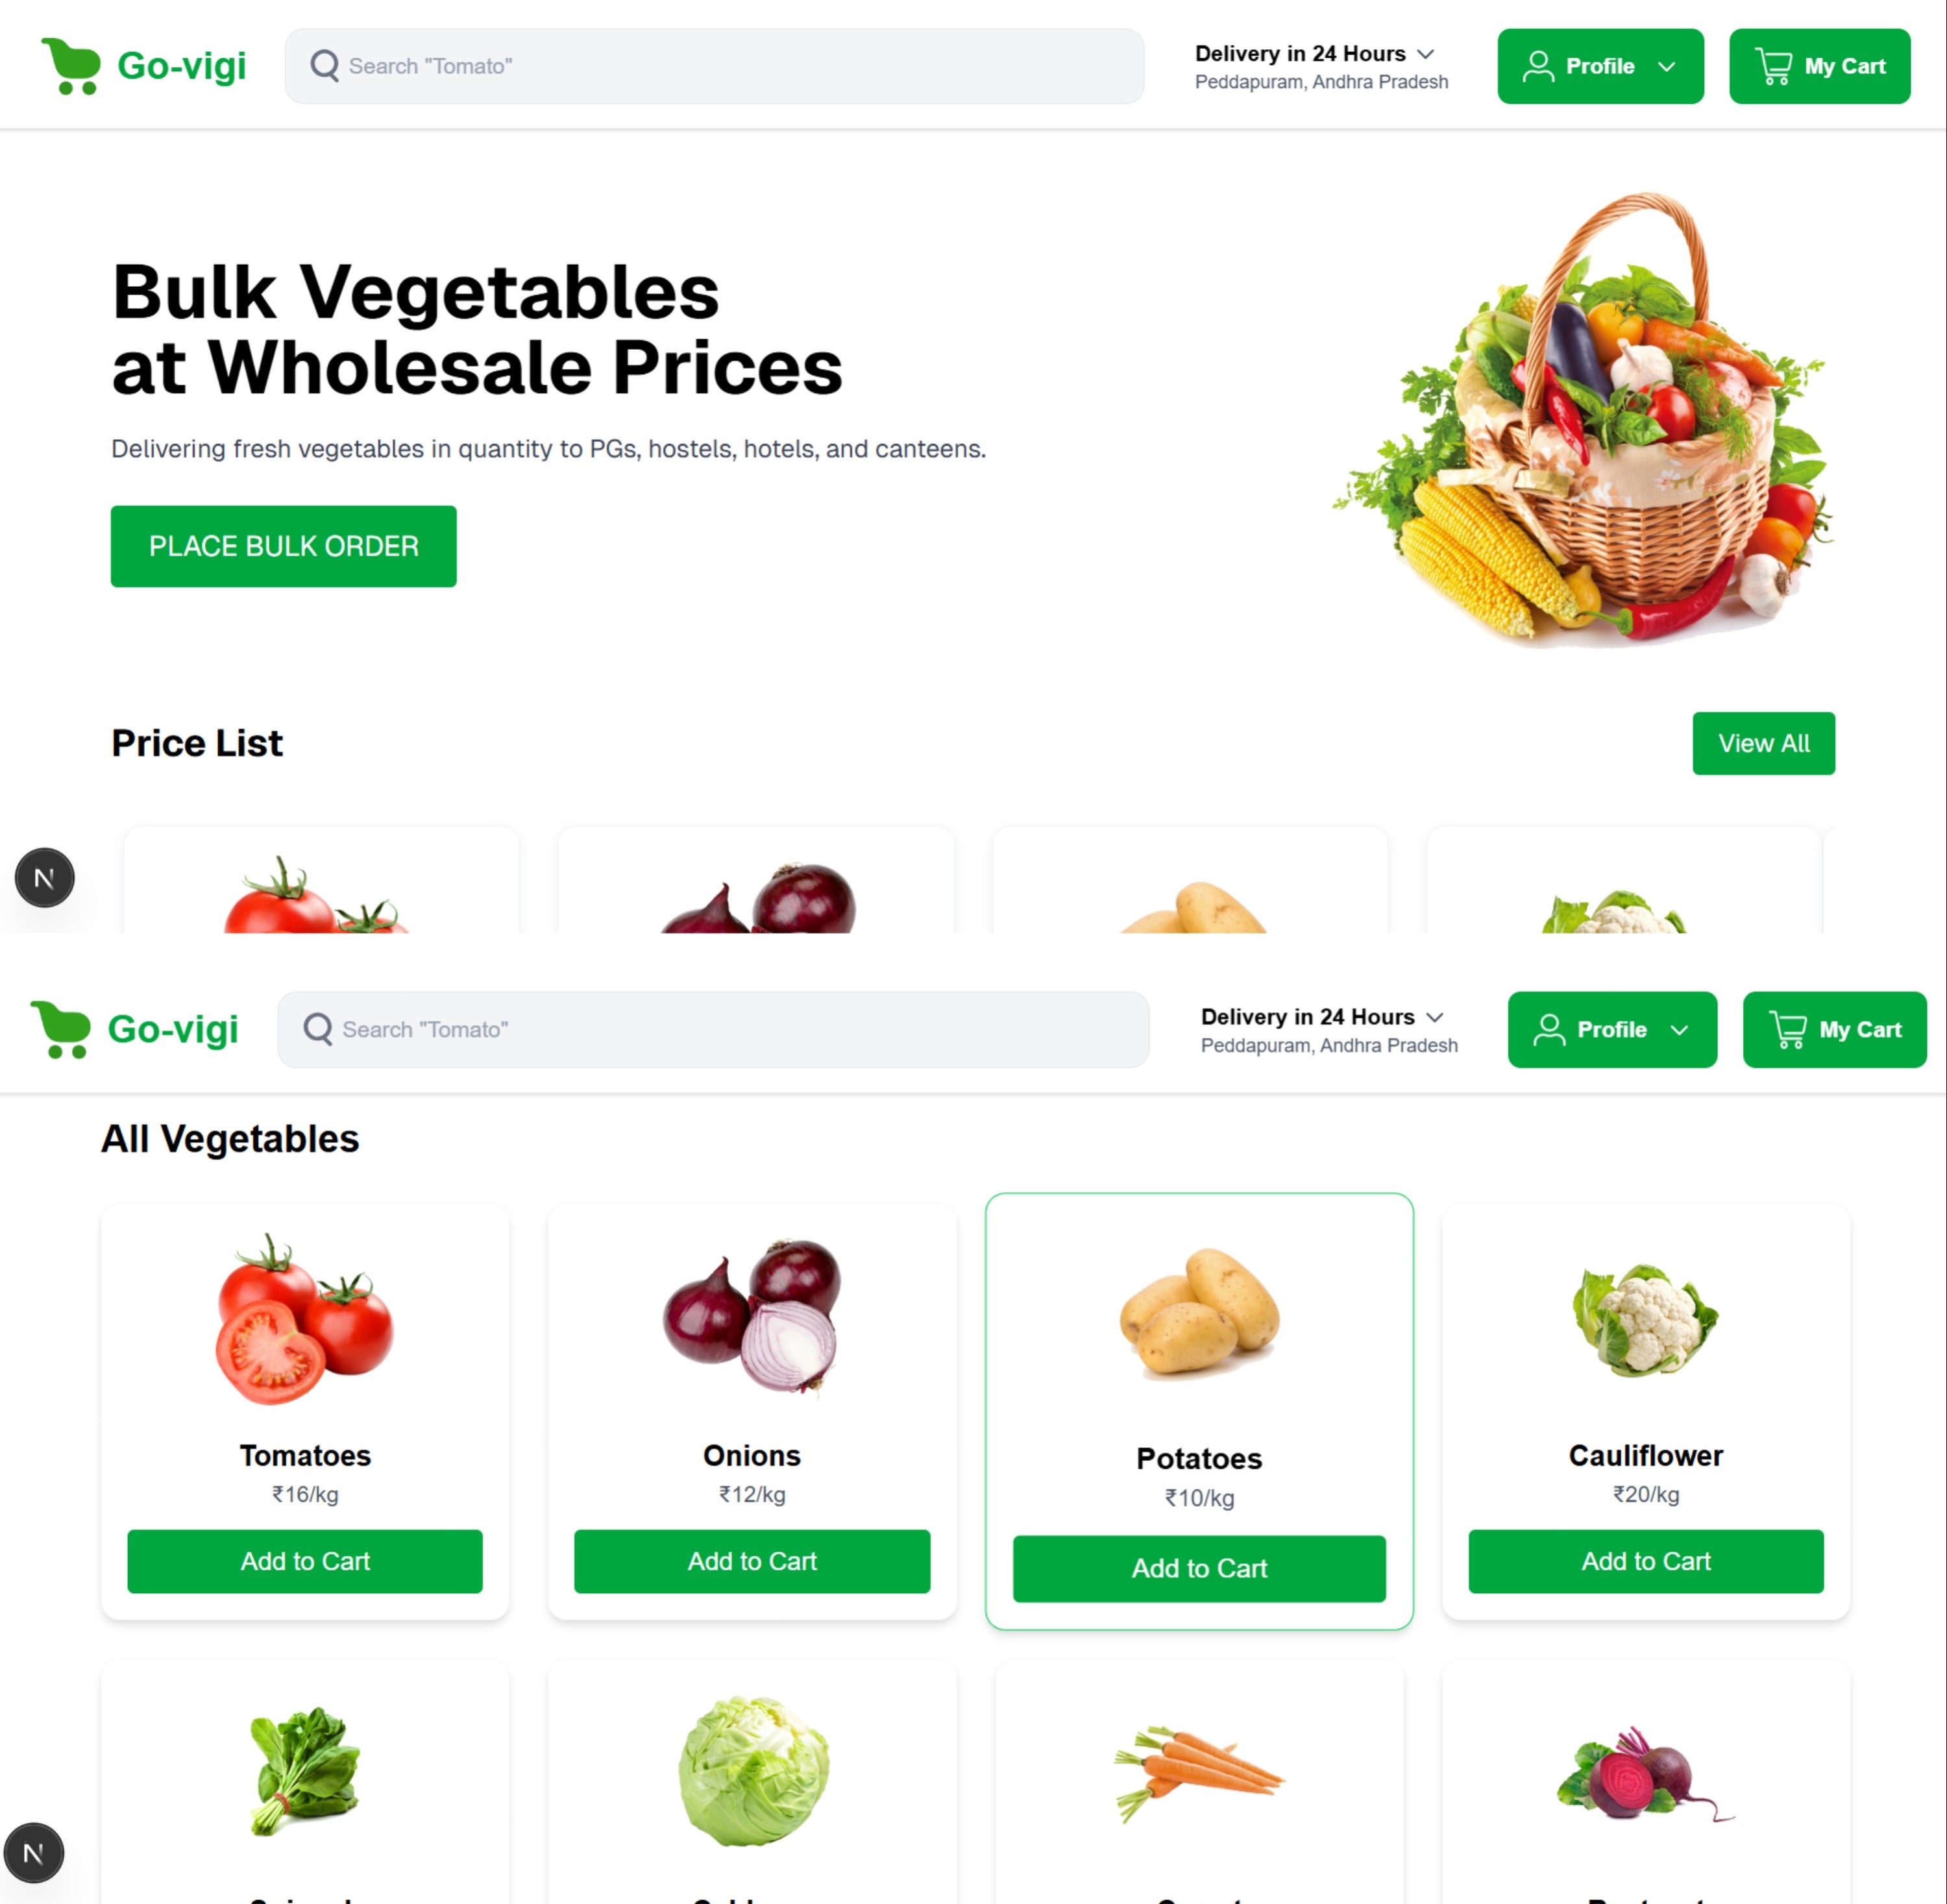 Go-vigi
Search "Tomato"
Delivery in 24 Hours
Peddapuram, Andhra Pradesh
Profile
My Cart
Bulk Vegetables
at Wholesale Prices
Delivering fresh vegetables in quantity to PGs, hostels, hotels, and canteens.
PLACE BULK ORDER
Price List
View All
N
Go-vigi
Search "Tomato"
Delivery in 24 Hours
Peddapuram, Andhra Pradesh
Profile
My Cart
All Vegetables
Tomatoes
₹16/kg
Add to Cart
Onions
₹12/kg
Add to Cart
Potatoes
₹10/kg
Add to Cart
Cauliflower
₹20/kg
Add to Cart
N